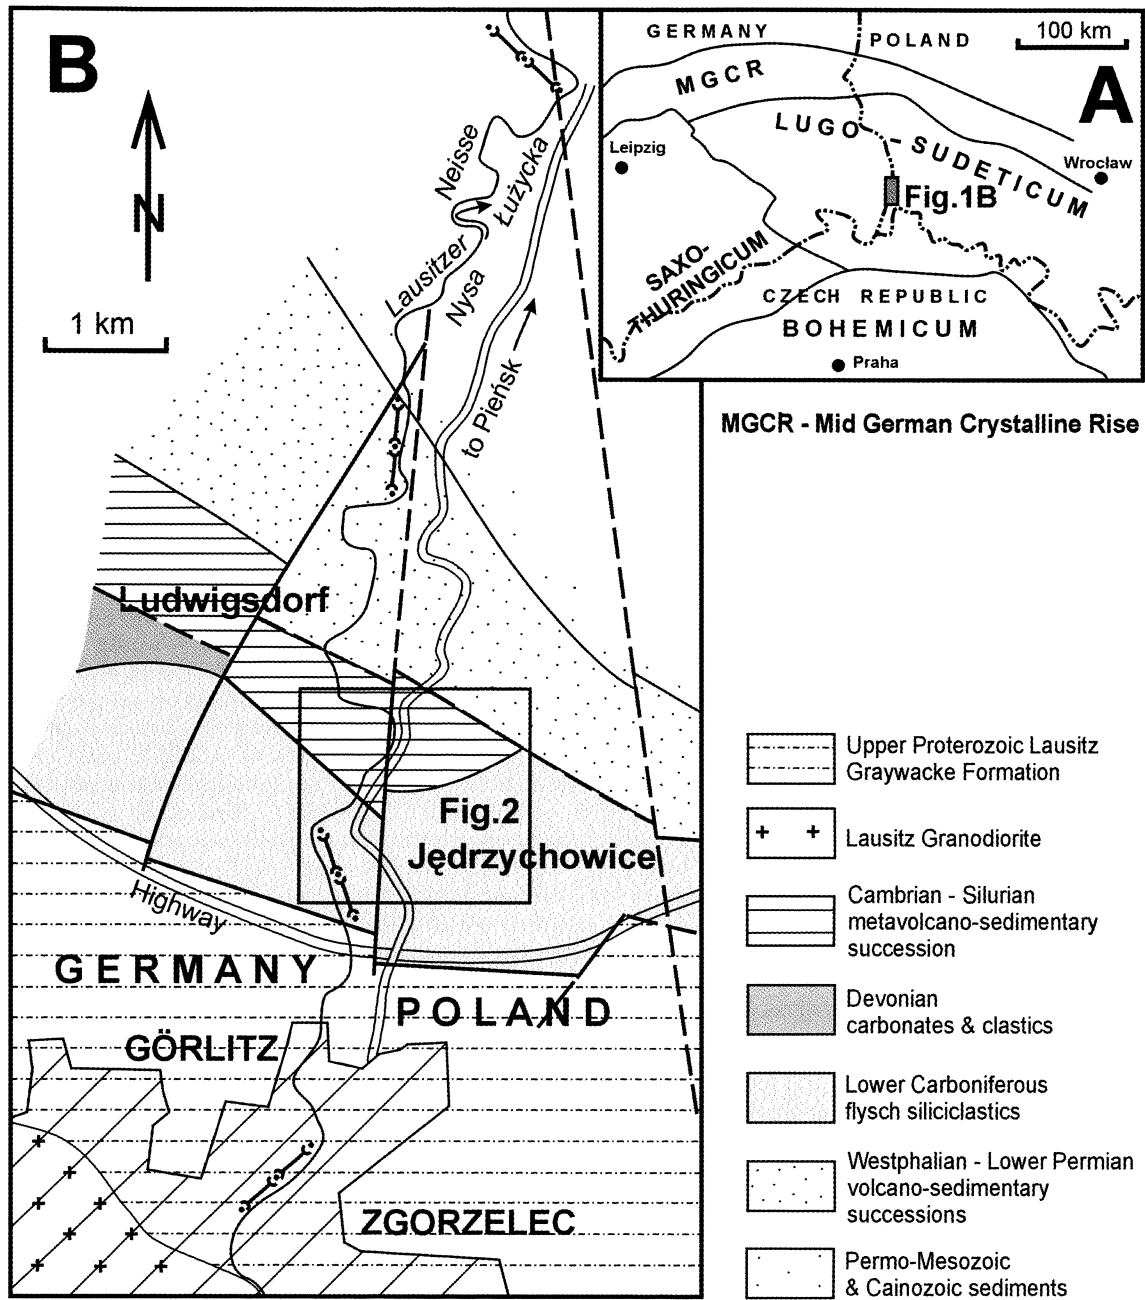 B
N
1 km
Neisse
Łużycka
Lausitzer
Nysa
to Pieńsk
Ludwigsdorf
Fig.2
Jędrzychowice
Highway
GERMANY
POLAND
GÖRLITZ
ZGORZELEC
GERMANY
POLAND
100 km
A
MGCR
LUGO - SUDETICUM
Leipzig
Wrocław
Fig.1B
SAXO-
THURINGICUM
CZECH REPUBLIC
BOHEMICUM
Praha
MGCR - Mid German Crystalline Rise
Upper Proterozoic Lausitz
Graywacke Formation
Lausitz Granodiorite
Cambrian - Silurian
metavolcano-sedimentary
succession
Devonian
carbonates & clastics
Lower Carboniferous
flysch siliciclastics
Westphalian - Lower Permian
volcano-sedimentary
successions
Permo-Mesozoic
& Cainozoic sediments